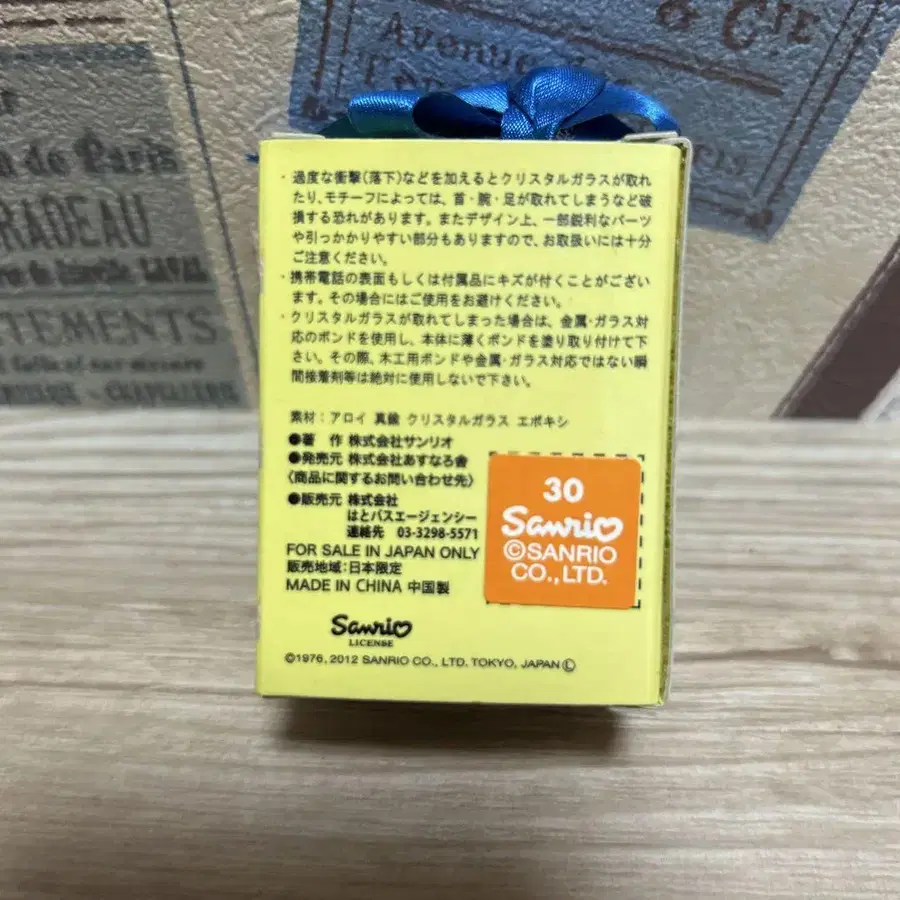 & CIE
Avenue
de Paris
PRADEAU
・過度な衝撃(落下)などを加えるとクリスタルガラスが取れ
たり、モチーフによっては、首・腕・足が取れてしまうなど破
損する恐れがあります。またデザイン上、一部鋭利なパーツ
や引っかかりやすい部分もありますので、お取扱いには十分
ご注意ください。
・携帯電話の表面もしくは付属品にキズが付くことがござい
ます。その場合にはご使用をお避けください。
・クリスタルガラスが取れてしまった場合は、金属・ガラス対
応のボンドを使用し、本体に薄くボンドを塗り取り付けて下
さい。その際、木工用ボンドや金属・ガラス対応ではない瞬
間接着剤等は絶対に使用しないで下さい。
素材：アロイ 真鍮 クリスタルガラス エポキシ
●著 作 株式会社サンリオ
●発売元 株式会社あすなろ舎
〈商品に関するお問い合わせ先〉
●販売元 株式会社
はとバスエージェンシー
連絡先 03-3298-5571
FOR SALE IN JAPAN ONLY
販売地域:日本限定
MADE IN CHINA 中国製
30
Sanrio
©SANRIO
CO.,LTD.
Sanrio
LICENSE
©1976, 2012 SANRIO CO., LTD. TOKYO, JAPAN Ⓛ